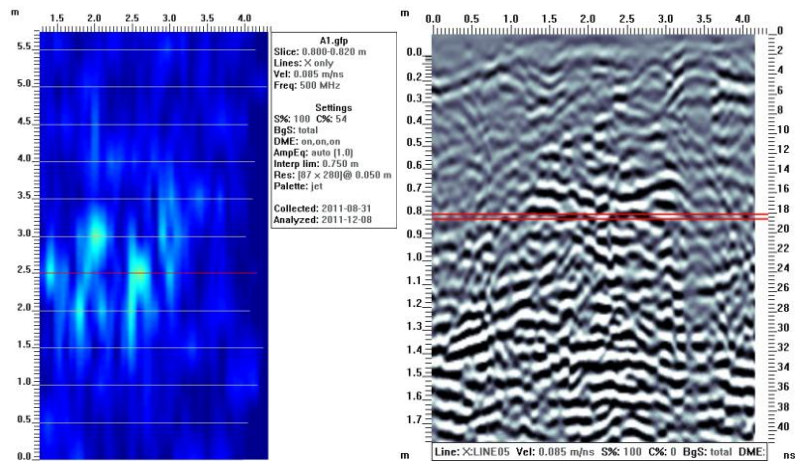 m
1.5 2.0 2.5 3.0 3.5 4.0
5.5
5.0
4.5
4.0
3.5
3.0
2.5
2.0
1.5
1.0
0.5
0.0
m
A1.gfp
Slice: 0.800-0.820 m
Lines: X only
Vel: 0.085 m/ns
Freq: 500 MHz
Settings
S%: 100 C%: 54
BgS: total
DME: on,on,on
AmpEq: auto (1.0)
Interp lim: 0.750 m
Res: [87 × 280]@ 0.050 m
Palette: jet
Collected: 2011-08-31
Analyzed: 2011-12-08
m
0.0 0.5 1.0 1.5 2.0 2.5 3.0 3.5 4.0
0.0
0.1
0.2
0.3
0.4
0.5
0.6
0.7
0.8
0.9
1.0
1.1
1.2
1.3
1.4
1.5
1.6
1.7
m
0
2
4
6
8
10
12
14
16
18
20
22
24
26
28
30
32
34
36
38
40
ns
Line: X:LINE05 Vel: 0.085 m/ns S%: 100 C%: 0 BgS: total DME: